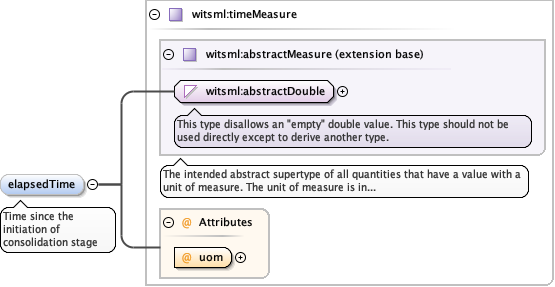 witsml:timeMeasure
witsml:abstractMeasure (extension base)
witsml:abstractDouble
This type disallows an "empty" double value. This type should not be
used directly except to derive another type.
The intended abstract supertype of all quantities that have a value with a
unit of measure. The unit of measure is in...
elapsedTime
Time since the
initiation of
consolidation stage
@ Attributes
@ uom